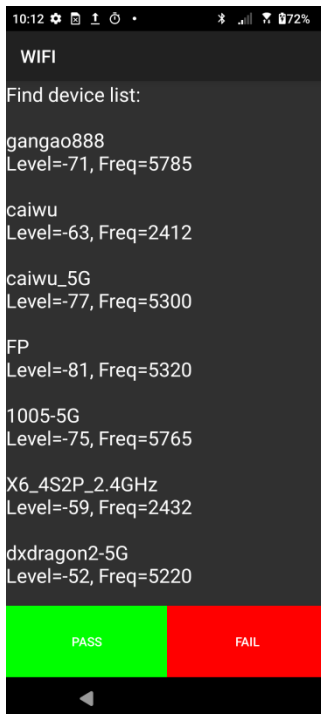 10:12
72%
WIFI
Find device list:
gangao888
Level=-71, Freq=5785
caiwu
Level=-63, Freq=2412
caiwu_5G
Level=-77, Freq=5300
FP
Level=-81, Freq=5320
1005-5G
Level=-75, Freq=5765
X6_4S2P_2.4GHz
Level=-59, Freq=2432
dxdragon2-5G
Level=-52, Freq=5220
PASS
FAIL